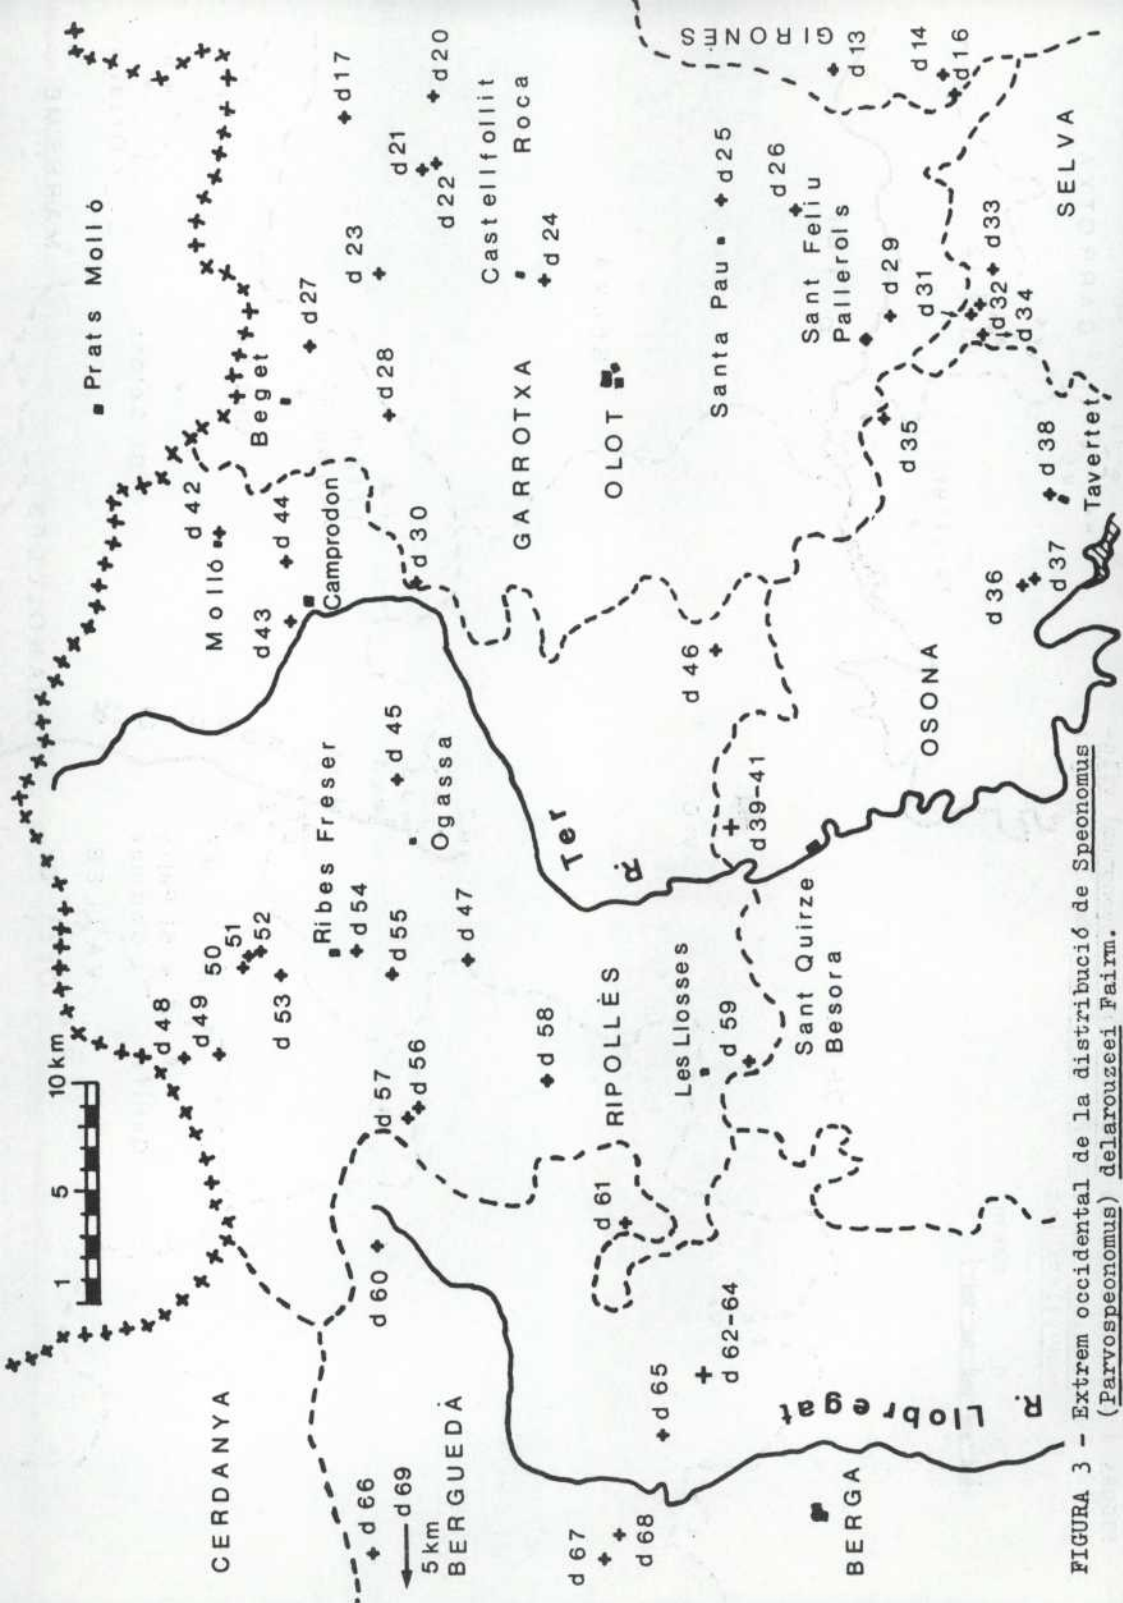 Prats Molló
1 5 10 km
CERDANYA
d 48
d 49
50
51
52
d 53
Ribes Freser
d 54
d 55
d 45
Ogassa
d 47
d43
Molló
d 42
d 44
Camprodon
d 30
Beget
d 27
d 28
d 23
d 17
d21
d22
d 20
Castellfollit
Roca
d 24
GARROTXA
OLOT
Santa Pau
d 25
d 26
Sant Feliu
Pallerols
d 29
d 31
d 32
d 33
d 34
GIRONÈS
d 13
d 14
d 16
SELVA
d 35
d 36
d 37
d 38
Tavertet
OSONA
d 46
d39-41
R. Ter
Sant Quirze
Besora
d 59
Les Llosses
RIPOLLÈS
d 58
d 57
d 56
d 60
d 61
d 62-64
d 65
R. Llobregat
BERGA
d 66
d69
5 km
BERGUEDÀ
d 67
d 68
FIGURA 3 - Extrem occidental de la distribució de Speonomus
(Parvospeonomus) delarouzeei Fairm.